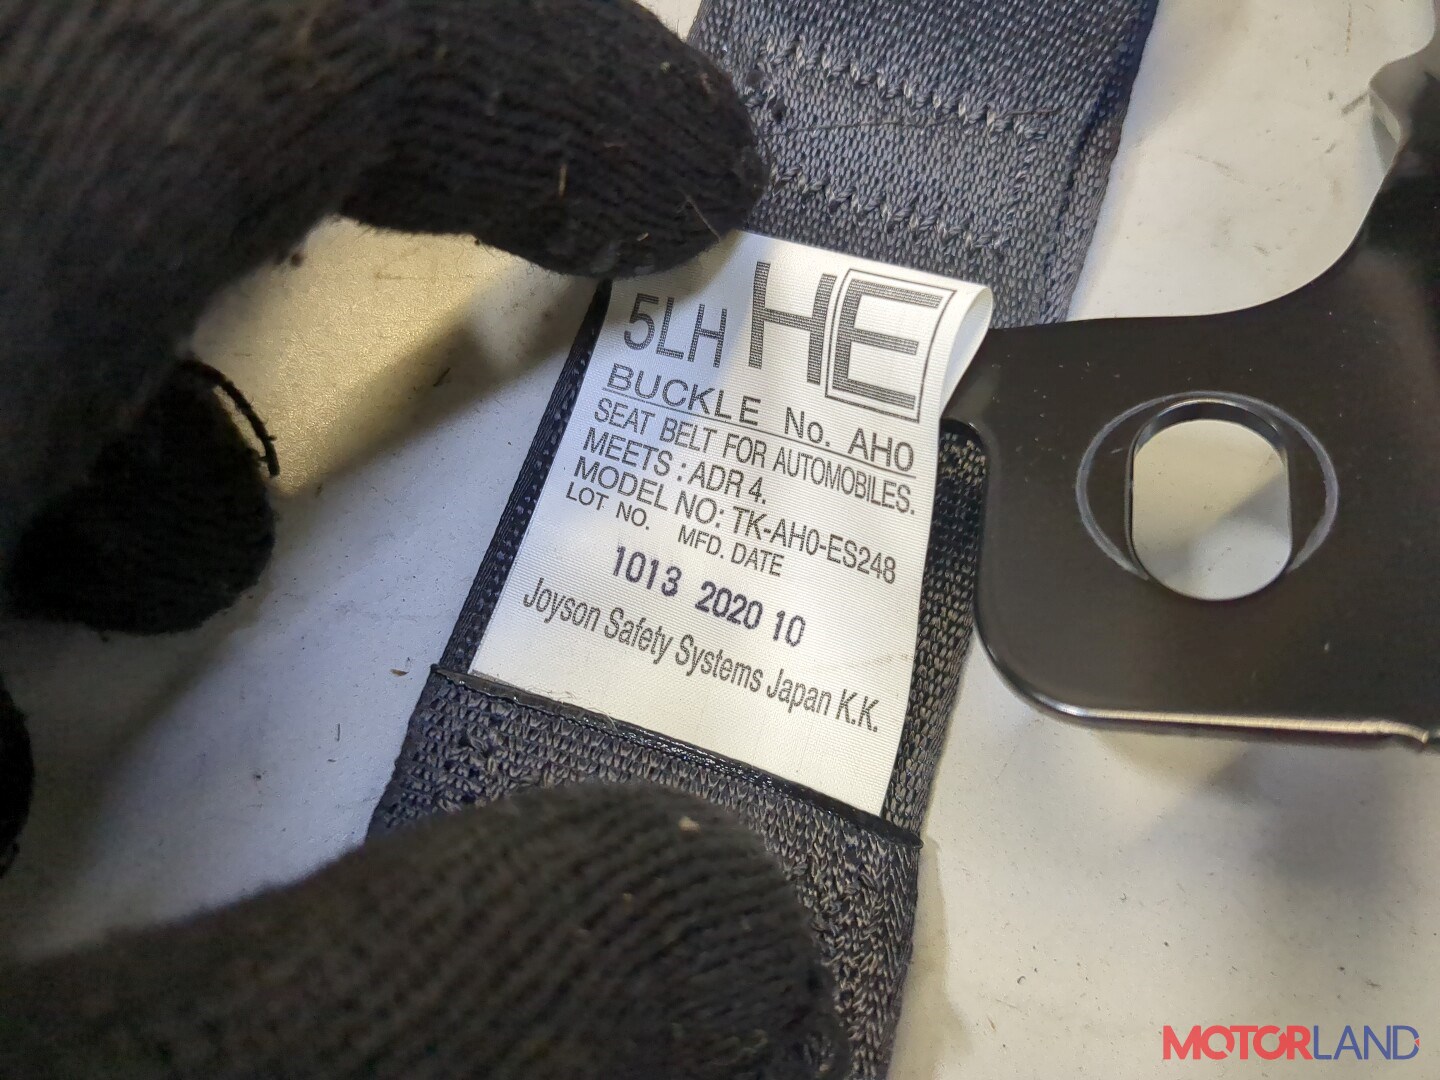 5LH HE
BUCKLE No. AH0
SEAT BELT FOR AUTOMOBILES.
MEETS : ADR 4.
MODEL NO: TK-AH0-ES248
LOT NO. MFD. DATE
1013 2020 10
Joyson Safety Systems Japan K.K.
MOTORLAND